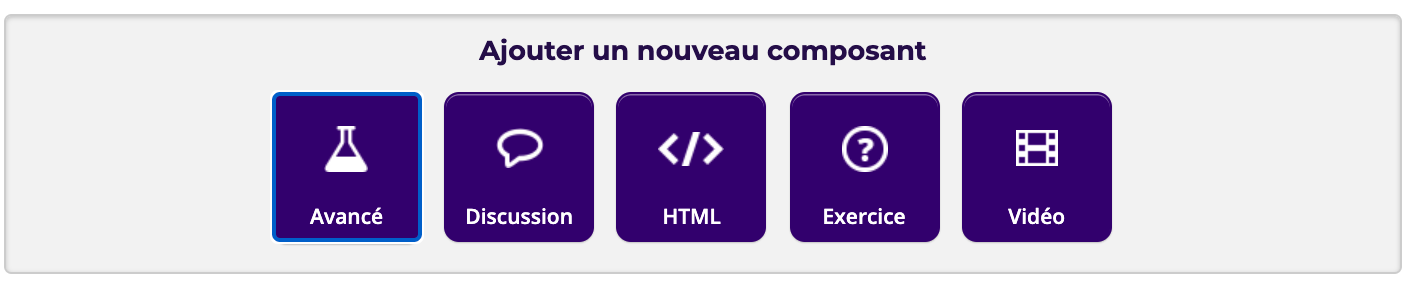 Ajouter un nouveau composant
Avancé
Discussion
HTML
Exercice
Vidéo